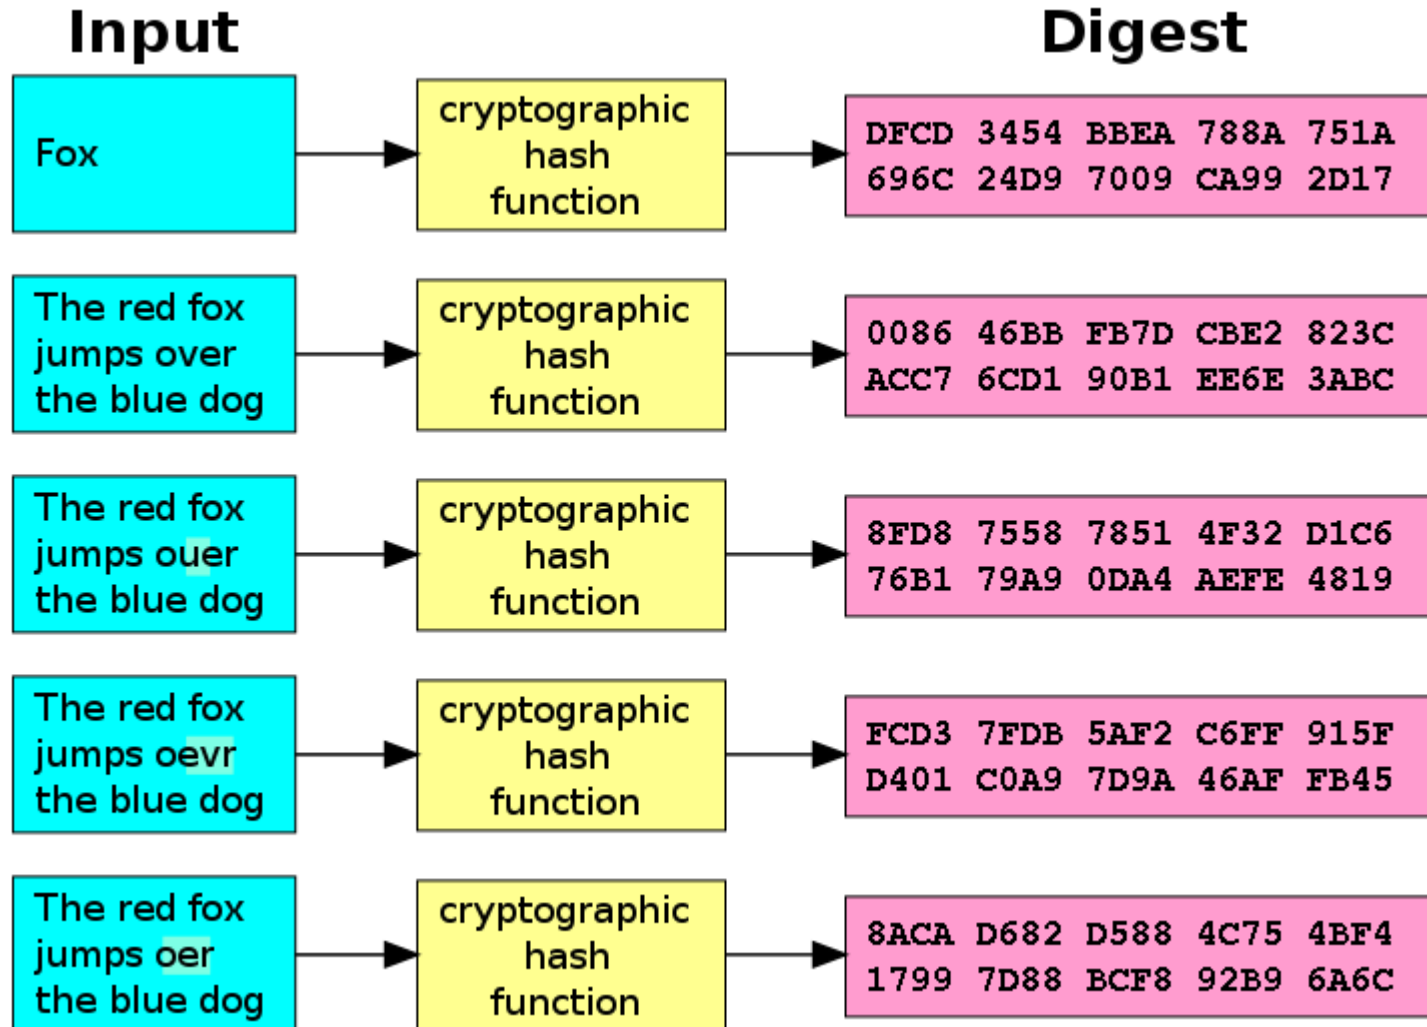 Input
Digest
Fox
cryptographic
hash
function
DFCD 3454 BBEA 788A 751A
696C 24D9 7009 CA99 2D17
The red fox
jumps over
the blue dog
cryptographic
hash
function
0086 46BB FB7D CBE2 823C
ACC7 6CD1 90B1 EE6E 3ABC
The red fox
jumps ouer
the blue dog
cryptographic
hash
function
8FD8 7558 7851 4F32 D1C6
76B1 79A9 0DA4 AEFE 4819
The red fox
jumps oevr
the blue dog
cryptographic
hash
function
FCD3 7FDB 5AF2 C6FF 915F
D401 C0A9 7D9A 46AF FB45
The red fox
jumps oer
the blue dog
cryptographic
hash
function
8ACA D682 D588 4C75 4BF4
1799 7D88 BCF8 92B9 6A6C